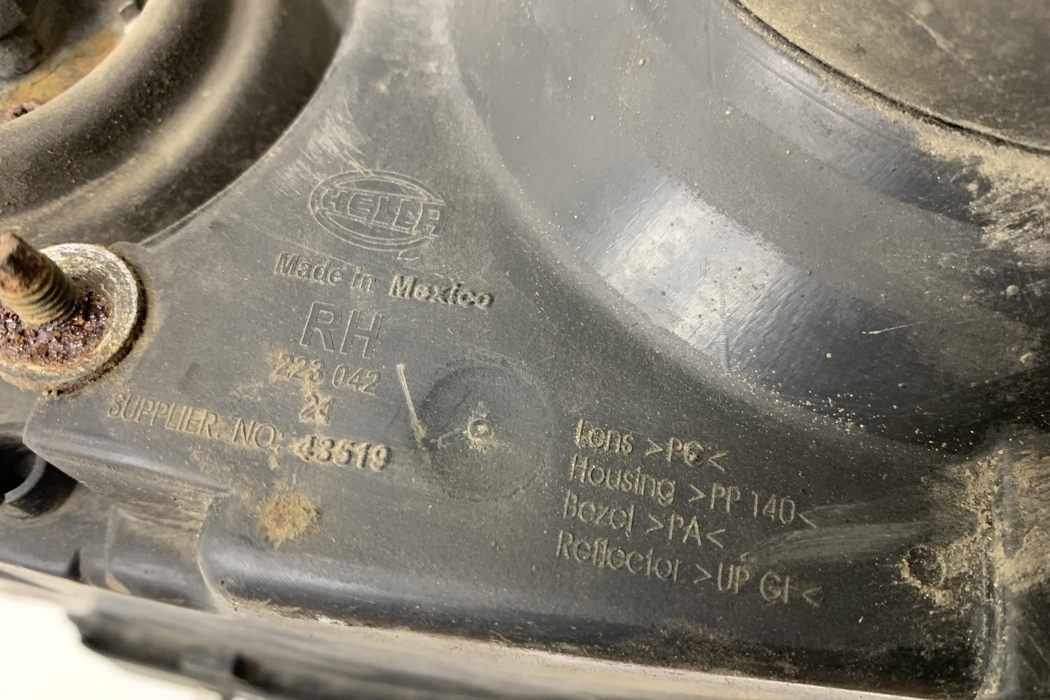 HELLA
Made in Mexico
RH
223 042
24
SUPPLIER NO: 43519
Lens >PC<
Housing >PP 140<
Bezel >PA<
Reflector >UP GF<